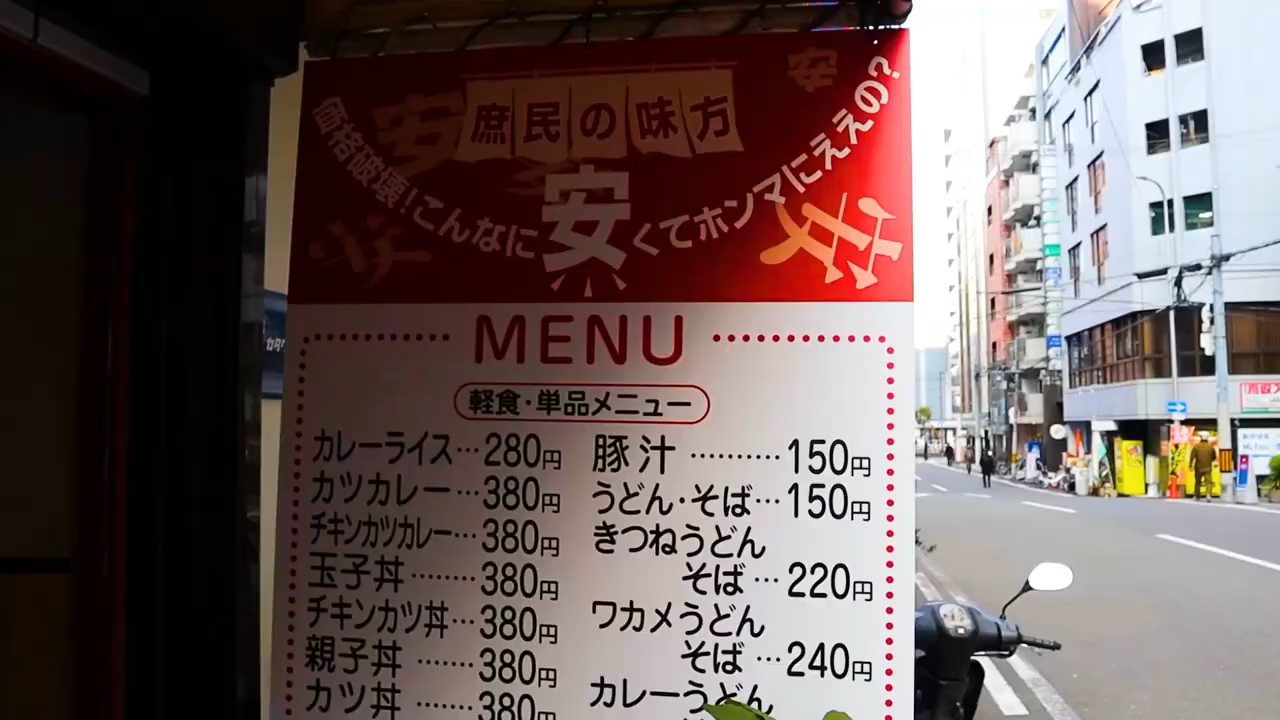 庶民の味方
安
安
価格破壊!こんなに安くてホンマにええの?
安
安
MENU
軽食・単品メニュー
カレーライス…280円
カツカレー…380円
チキンカツカレー…380円
玉子丼………380円
チキンカツ丼…380円
親子丼………380円
カツ丼………380円
豚汁…………150円
うどん・そば…150円
きつねうどん
そば…220円
ワカメうどん
そば…240円
カレーうどん